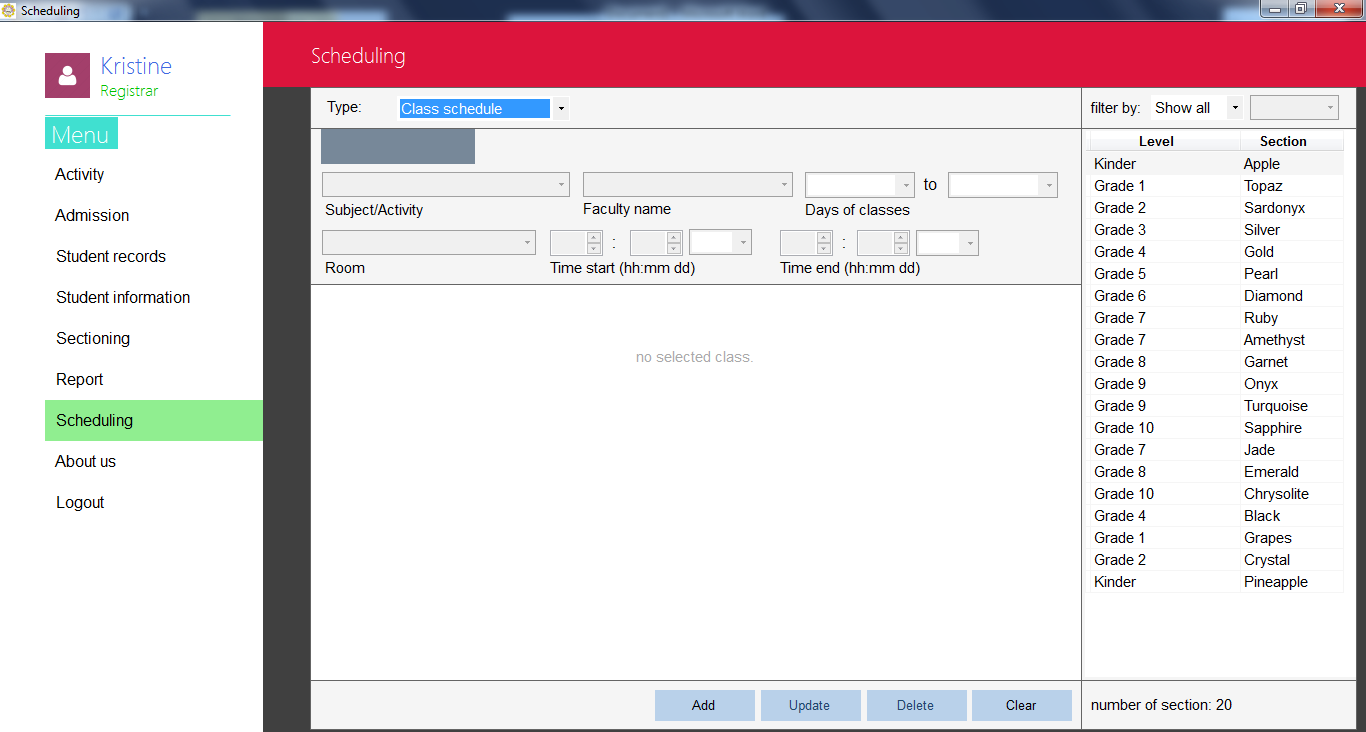 Scheduling
Kristine
Registrar
Menu
Activity
Admission
Student records
Student information
Sectioning
Report
Scheduling
About us
Logout
Scheduling
Type: Class schedule
Subject/Activity Faculty name to Days of classes
Room : Time start (hh:mm dd) : Time end (hh:mm dd)
no selected class.
Add Update Delete Clear
filter by: Show all
Level Section
Kinder Apple
Grade 1 Topaz
Grade 2 Sardonyx
Grade 3 Silver
Grade 4 Gold
Grade 5 Pearl
Grade 6 Diamond
Grade 7 Ruby
Grade 7 Amethyst
Grade 8 Garnet
Grade 9 Onyx
Grade 9 Turquoise
Grade 10 Sapphire
Grade 7 Jade
Grade 8 Emerald
Grade 10 Chrysolite
Grade 4 Black
Grade 1 Grapes
Grade 2 Crystal
Kinder Pineapple
number of section: 20